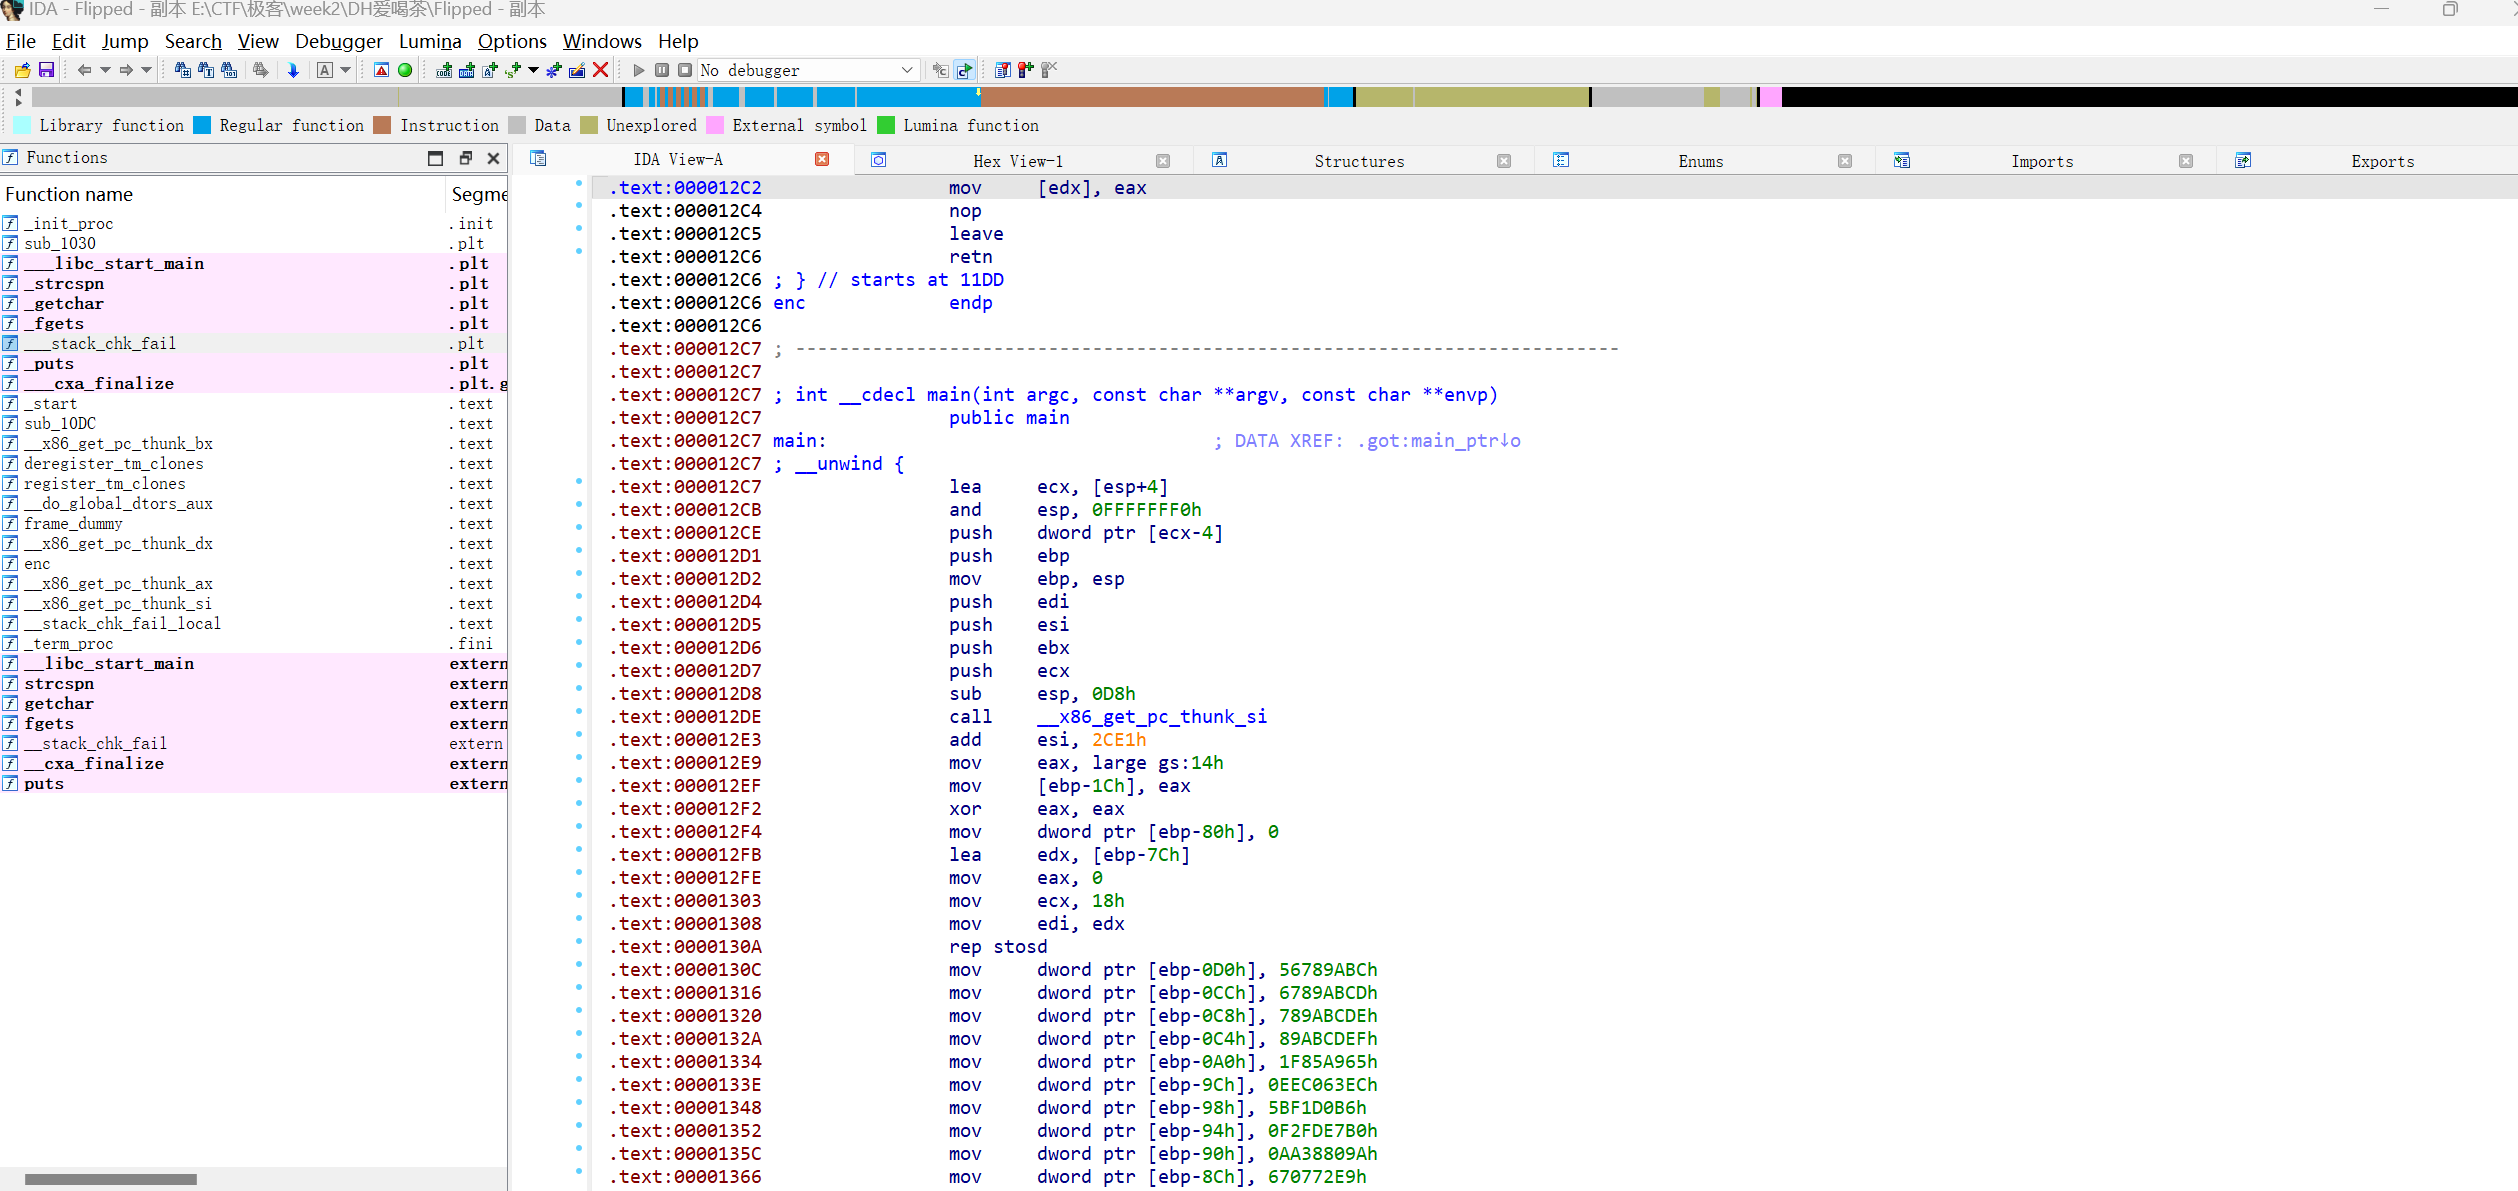 IDA - Flipped - 副本 E:\CTF\极客\week2\DH爱喝茶\Flipped - 副本
File Edit Jump Search View Debugger Lumina Options Windows Help
No debugger
Library function Regular function Instruction Data Unexplored External symbol Lumina function
Functions
Function name Segme
_init_proc .init
sub_1030 .plt
___libc_start_main .plt
_strcspn .plt
_getchar .plt
_fgets .plt
___stack_chk_fail .plt
_puts .plt
___cxa_finalize .plt.g
_start .text
sub_10DC .text
__x86_get_pc_thunk_bx .text
deregister_tm_clones .text
register_tm_clones .text
__do_global_dtors_aux .text
frame_dummy .text
__x86_get_pc_thunk_dx .text
enc .text
__x86_get_pc_thunk_ax .text
__x86_get_pc_thunk_si .text
__stack_chk_fail_local .text
_term_proc .fini
__libc_start_main extern
strcspn extern
getchar extern
fgets extern
__stack_chk_fail extern
__cxa_finalize extern
puts extern
IDA View-A Hex View-1 Structures Enums Imports Exports
.text:000012C2 mov [edx], eax
.text:000012C4 nop
.text:000012C5 leave
.text:000012C6 retn
.text:000012C6 ; } // starts at 11DD
.text:000012C6 enc endp
.text:000012C6
.text:000012C7 ; ---------------------------------------------------------------------------
.text:000012C7
.text:000012C7 ; int __cdecl main(int argc, const char **argv, const char **envp)
.text:000012C7 public main
.text:000012C7 main: ; DATA XREF: .got:main_ptr↓o
.text:000012C7 ; __unwind {
.text:000012C7 lea ecx, [esp+4]
.text:000012CB and esp, 0FFFFFFF0h
.text:000012CE push dword ptr [ecx-4]
.text:000012D1 push ebp
.text:000012D2 mov ebp, esp
.text:000012D4 push edi
.text:000012D5 push esi
.text:000012D6 push ebx
.text:000012D7 push ecx
.text:000012D8 sub esp, 0D8h
.text:000012DE call __x86_get_pc_thunk_si
.text:000012E3 add esi, 2CE1h
.text:000012E9 mov eax, large gs:14h
.text:000012EF mov [ebp-1Ch], eax
.text:000012F2 xor eax, eax
.text:000012F4 mov dword ptr [ebp-80h], 0
.text:000012FB lea edx, [ebp-7Ch]
.text:000012FE mov eax, 0
.text:00001303 mov ecx, 18h
.text:00001308 mov edi, edx
.text:0000130A rep stosd
.text:0000130C mov dword ptr [ebp-0D0h], 56789ABCh
.text:00001316 mov dword ptr [ebp-0CCh], 6789ABCDh
.text:00001320 mov dword ptr [ebp-0C8h], 789ABCDEh
.text:0000132A mov dword ptr [ebp-0C4h], 89ABCDEFh
.text:00001334 mov dword ptr [ebp-0A0h], 1F85A965h
.text:0000133E mov dword ptr [ebp-9Ch], 0EEC063ECh
.text:00001348 mov dword ptr [ebp-98h], 5BF1D0B6h
.text:00001352 mov dword ptr [ebp-94h], 0F2FDE7B0h
.text:0000135C mov dword ptr [ebp-90h], 0AA38809Ah
.text:00001366 mov dword ptr [ebp-8Ch], 670772E9h